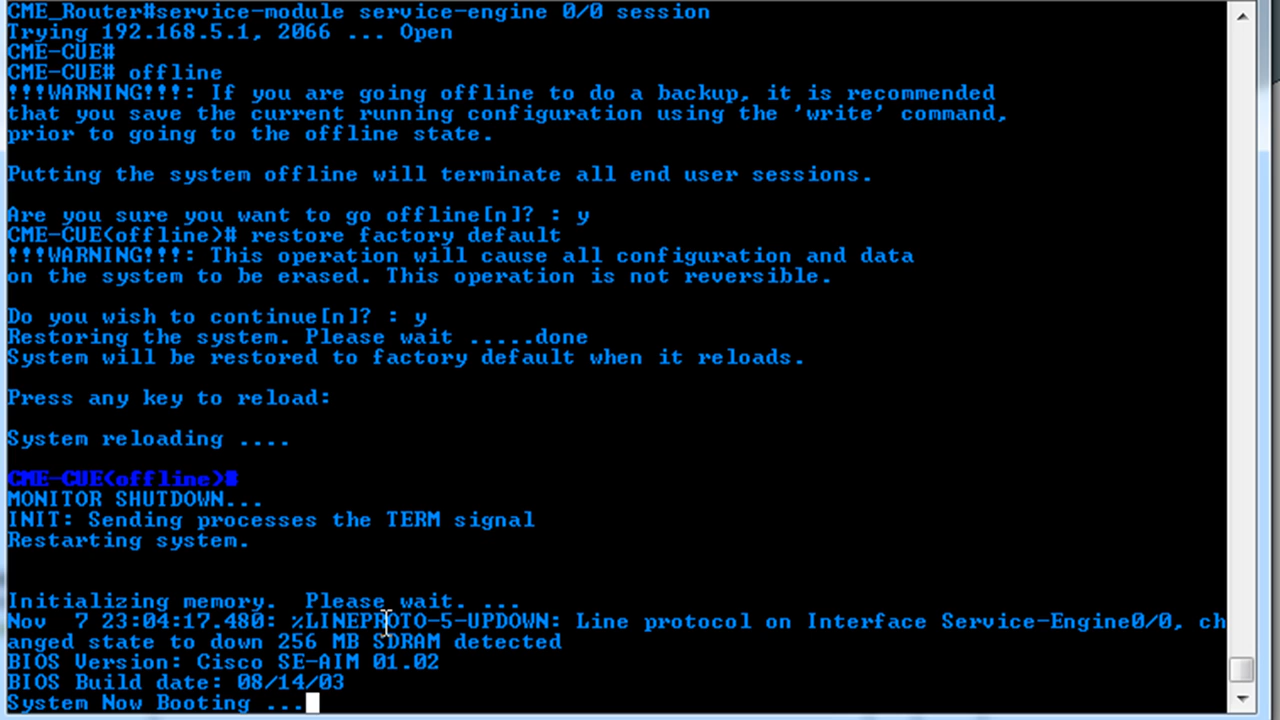 CME_Router#service-module service-engine 0/0 session
Trying 192.168.5.1, 2066 ... Open
CME-CUE#
CME-CUE# offline
!!!WARNING!!!: If you are going offline to do a backup, it is recommended
that you save the current running configuration using the 'write' command,
prior to going to the offline state.
Putting the system offline will terminate all end user sessions.
Are you sure you want to go offline[n]? : y
CME-CUE(offline)# restore factory default
!!!WARNING!!!: This operation will cause all configuration and data
on the system to be erased. This operation is not reversible.
Do you wish to continue[n]? : y
Restoring the system. Please wait .....done
System will be restored to factory default when it reloads.
Press any key to reload:
System reloading ....
CME-CUE(offline)#
MONITOR SHUTDOWN...
INIT: Sending processes the TERM signal
Restarting system.
Initializing memory.  Please wait. ...
Nov  7 23:04:17.480: %LINEPROTO-5-UPDOWN: Line protocol on Interface Service-Engine0/0, ch
anged state to down 256 MB SDRAM detected
BIOS Version: Cisco SE-AIM 01.02
BIOS Build date: 08/14/03
System Now Booting ...